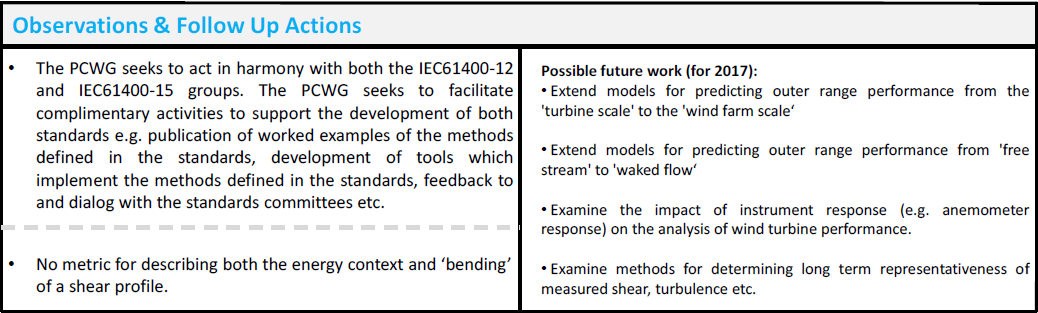 Observations & Follow Up Actions
• The PCWG seeks to act in harmony with both the IEC61400-12
and IEC61400-15 groups. The PCWG seeks to facilitate
complimentary activities to support the development of both
standards e.g. publication of worked examples of the methods
defined in the standards, development of tools which
implement the methods defined in the standards, feedback to
and dialog with the standards committees etc.
• No metric for describing both the energy context and ‘bending’
of a shear profile.
Possible future work (for 2017):
• Extend models for predicting outer range performance from the
'turbine scale' to the 'wind farm scale‘
• Extend models for predicting outer range performance from 'free
stream' to 'waked flow‘
• Examine the impact of instrument response (e.g. anemometer
response) on the analysis of wind turbine performance.
• Examine methods for determining long term representativeness of
measured shear, turbulence etc.